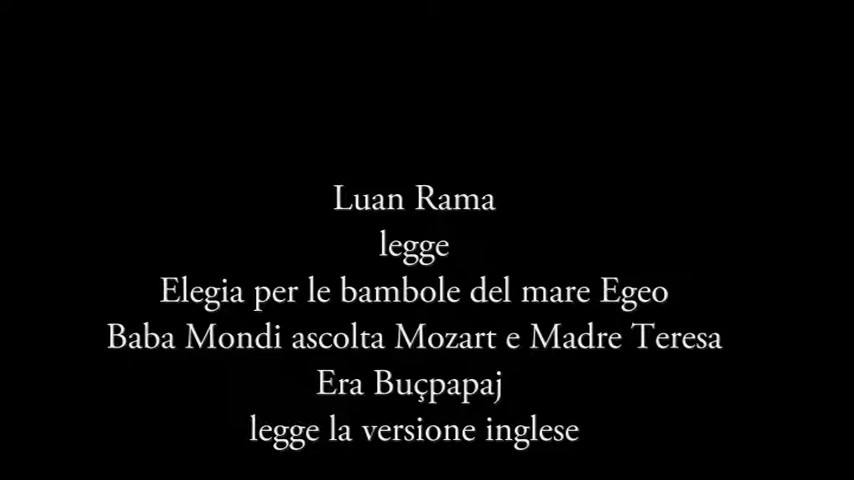 Luan Rama
legge
Elegia per le bambole del mare Egeo
Baba Mondi ascolta Mozart e Madre Teresa
Era Buçpapaj
legge la versione inglese